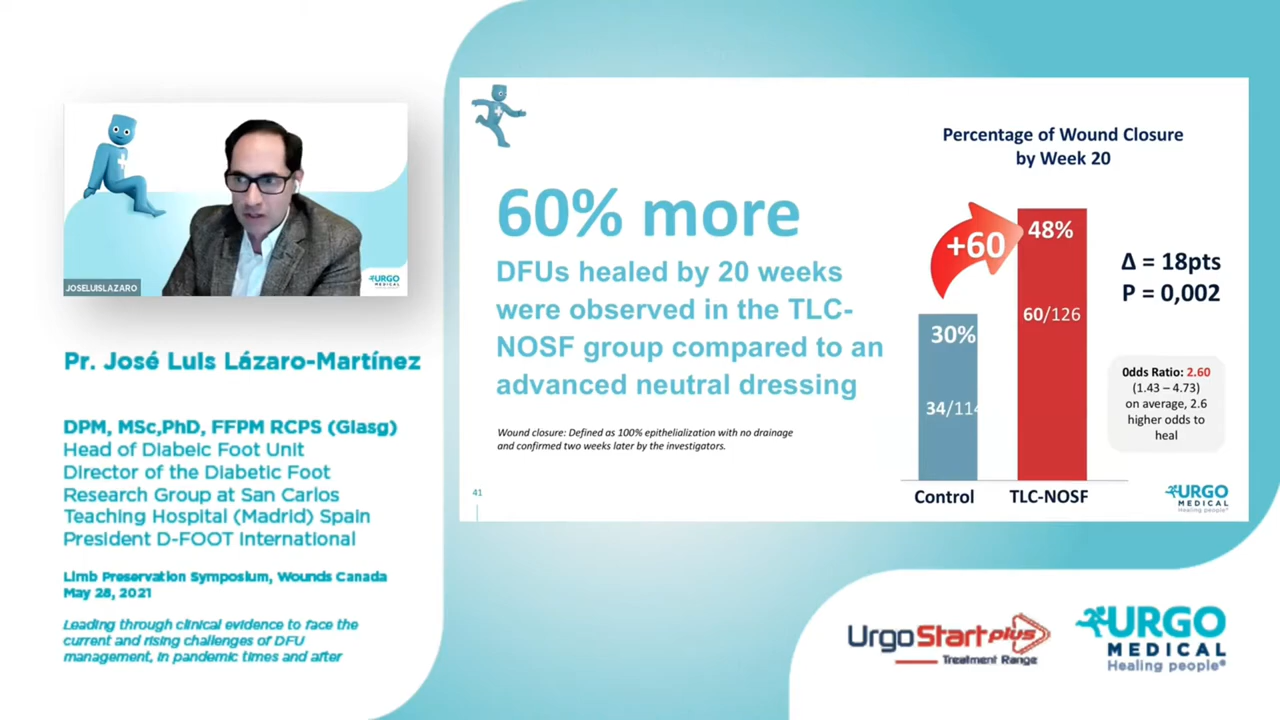 JOSELUISLAZARO
URGO
MEDICAL
Pr. José Luis Lázaro-Martínez
DPM, MSc,PhD, FFPM RCPS (Glasg)
Head of Diabeic Foot Unit
Director of the Diabetic Foot
Research Group at San Carlos
Teaching Hospital (Madrid) Spain
President D-FOOT International
Limb Preservation Symposium, Wounds Canada
May 28, 2021
Leading through clinical evidence to face the
current and rising challenges of DFU
management, in pandemic times and after
60% more
DFUs healed by 20 weeks
were observed in the TLC-
NOSF group compared to an
advanced neutral dressing
Wound closure: Defined as 100% epithelialization with no drainage
and confirmed two weeks later by the investigators.
41
Percentage of Wound Closure
by Week 20
+60
48%
60/126
30%
34/114
Control
TLC-NOSF
Δ = 18pts
P = 0,002
Odds Ratio: 2.60
(1.43 – 4.73)
on average, 2.6
higher odds to
heal
URGO
MEDICAL
Healing people®
UrgoStart plus
Treatment Range
URGO
MEDICAL
Healing people®